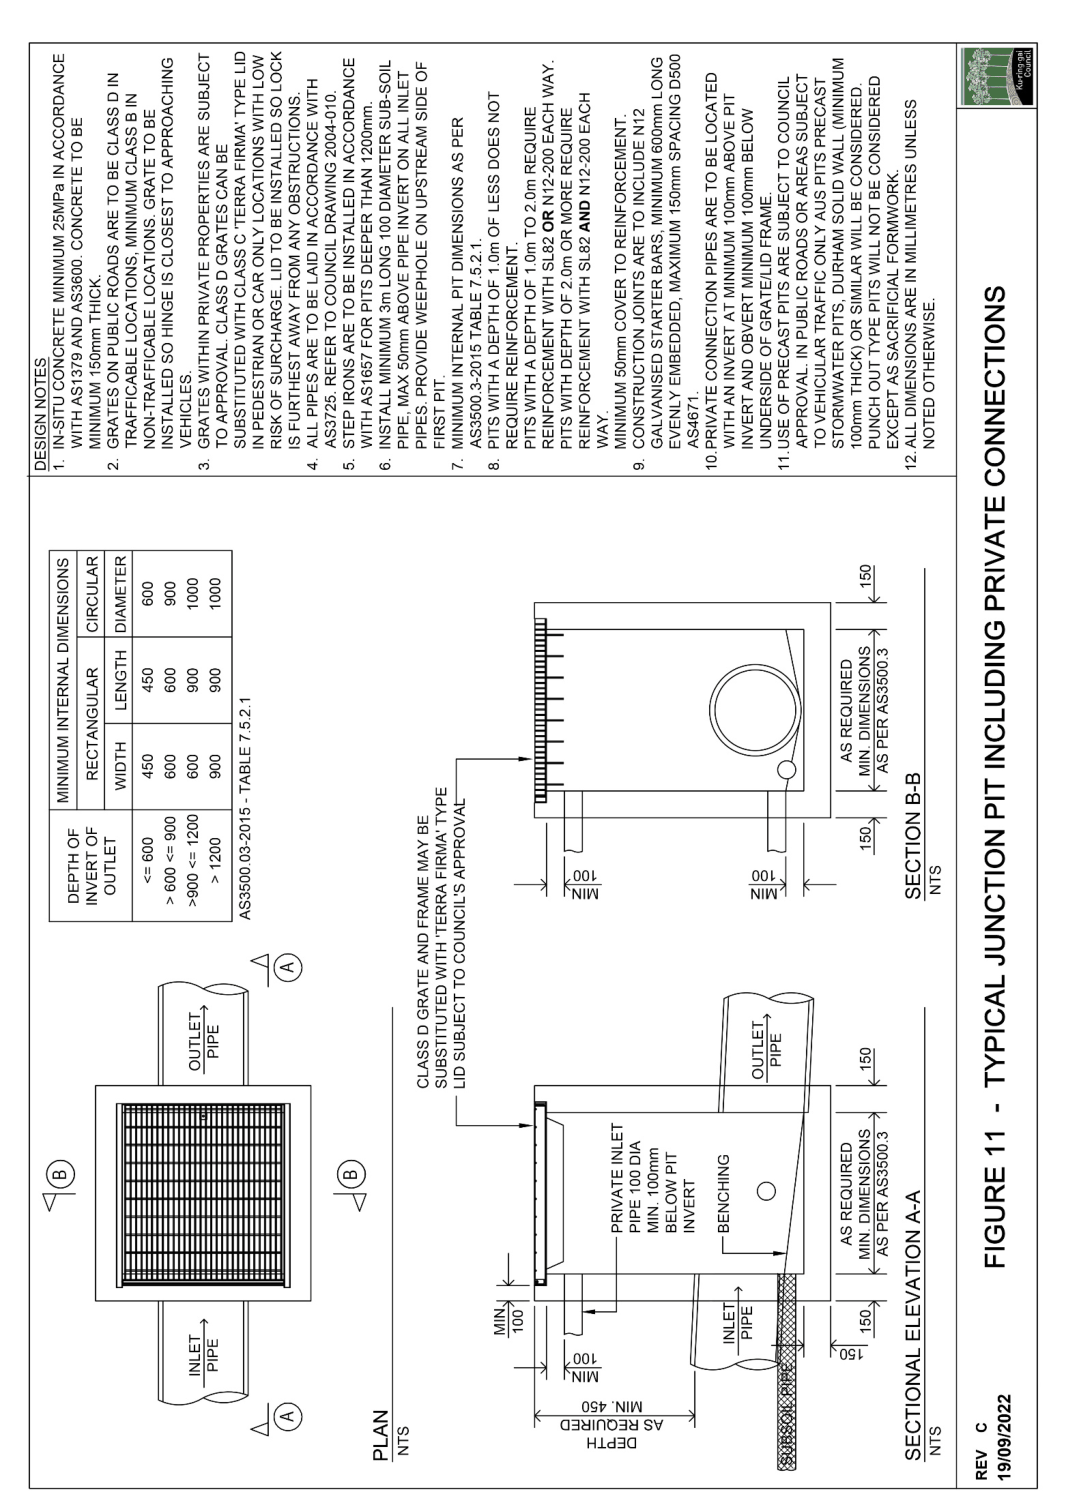 DEPTH OF
INVERT OF
OUTLET
MINIMUM INTERNAL DIMENSIONS
RECTANGULAR
CIRCULAR
WIDTH
LENGTH
DIAMETER
<= 600
450
450
600
> 600 <= 900
600
600
900
>900 <= 1200
600
900
1000
> 1200
900
900
1000
AS3500.03-2015 - TABLE 7.5.2.1
B
B
A
A
INLET
PIPE
OUTLET
PIPE
PLAN
NTS
CLASS D GRATE AND FRAME MAY BE
SUBSTITUTED WITH 'TERRA FIRMA' TYPE
LID SUBJECT TO COUNCIL'S APPROVAL
MIN
100
MIN
100
DEPTH
AS REQUIRED
MIN. 450
PRIVATE INLET
PIPE 100 DIA
MIN. 100mm
BELOW PIT
INVERT
BENCHING
INLET
PIPE
OUTLET
PIPE
SUBSOIL PIPE
150
150
AS REQUIRED
MIN. DIMENSIONS
AS PER AS3500.3
150
SECTIONAL ELEVATION A-A
NTS
MIN
100
MIN
100
150
AS REQUIRED
MIN. DIMENSIONS
AS PER AS3500.3
150
SECTION B-B
NTS
DESIGN NOTES
1. IN-SITU CONCRETE MINIMUM 25MPa IN ACCORDANCE
WITH AS1379 AND AS3600. CONCRETE TO BE
MINIMUM 150mm THICK.
2. GRATES ON PUBLIC ROADS ARE TO BE CLASS D IN
TRAFFICABLE LOCATIONS, MINIMUM CLASS B IN
NON-TRAFFICABLE LOCATIONS. GRATE TO BE
INSTALLED SO HINGE IS CLOSEST TO APPROACHING
VEHICLES.
3. GRATES WITHIN PRIVATE PROPERTIES ARE SUBJECT
TO APPROVAL. CLASS D GRATES CAN BE
SUBSTITUTED WITH CLASS C 'TERRA FIRMA' TYPE LID
IN PEDESTRIAN OR CAR ONLY LOCATIONS WITH LOW
RISK OF SURCHARGE. LID TO BE INSTALLED SO LOCK
IS FURTHEST AWAY FROM ANY OBSTRUCTIONS.
4. ALL PIPES ARE TO BE LAID IN ACCORDANCE WITH
AS3725. REFER TO COUNCIL DRAWING 2004-010.
5. STEP IRONS ARE TO BE INSTALLED IN ACCORDANCE
WITH AS1657 FOR PITS DEEPER THAN 1200mm.
6. INSTALL MINIMUM 3m LONG 100 DIAMETER SUB-SOIL
PIPE, MAX 50mm ABOVE PIPE INVERT ON ALL INLET
PIPES. PROVIDE WEEPHOLE ON UPSTREAM SIDE OF
FIRST PIT.
7. MINIMUM INTERNAL PIT DIMENSIONS AS PER
AS3500.3-2015 TABLE 7.5.2.1.
8. PITS WITH A DEPTH OF 1.0m OF LESS DOES NOT
REQUIRE REINFORCEMENT.
PITS WITH A DEPTH OF 1.0m TO 2.0m REQUIRE
REINFORCEMENT WITH SL82 OR N12-200 EACH WAY.
PITS WITH DEPTH OF 2.0m OR MORE REQUIRE
REINFORCEMENT WITH SL82 AND N12-200 EACH
WAY.
MINIMUM 50mm COVER TO REINFORCEMENT.
9. CONSTRUCTION JOINTS ARE TO INCLUDE N12
GALVANISED STARTER BARS, MINIMUM 600mm LONG
EVENLY EMBEDDED, MAXIMUM 150mm SPACING D500
AS4671.
10. PRIVATE CONNECTION PIPES ARE TO BE LOCATED
WITH AN INVERT AT MINIMUM 100mm ABOVE PIT
INVERT AND OBVERT MINIMUM 100mm BELOW
UNDERSIDE OF GRATE/LID FRAME.
11. USE OF PRECAST PITS ARE SUBJECT TO COUNCIL
APPROVAL. IN PUBLIC ROADS OR AREAS SUBJECT
TO VEHICULAR TRAFFIC ONLY AUS PITS PRECAST
STORMWATER PITS, DURHAM SOLID WALL (MINIMUM
100mm THICK) OR SIMILAR WILL BE CONSIDERED.
PUNCH OUT TYPE PITS WILL NOT BE CONSIDERED
EXCEPT AS SACRIFICIAL FORMWORK.
12. ALL DIMENSIONS ARE IN MILLIMETRES UNLESS
NOTED OTHERWISE.
REV C
19/09/2022
FIGURE 11 - TYPICAL JUNCTION PIT INCLUDING PRIVATE CONNECTIONS
Ku-ring-gai
Council